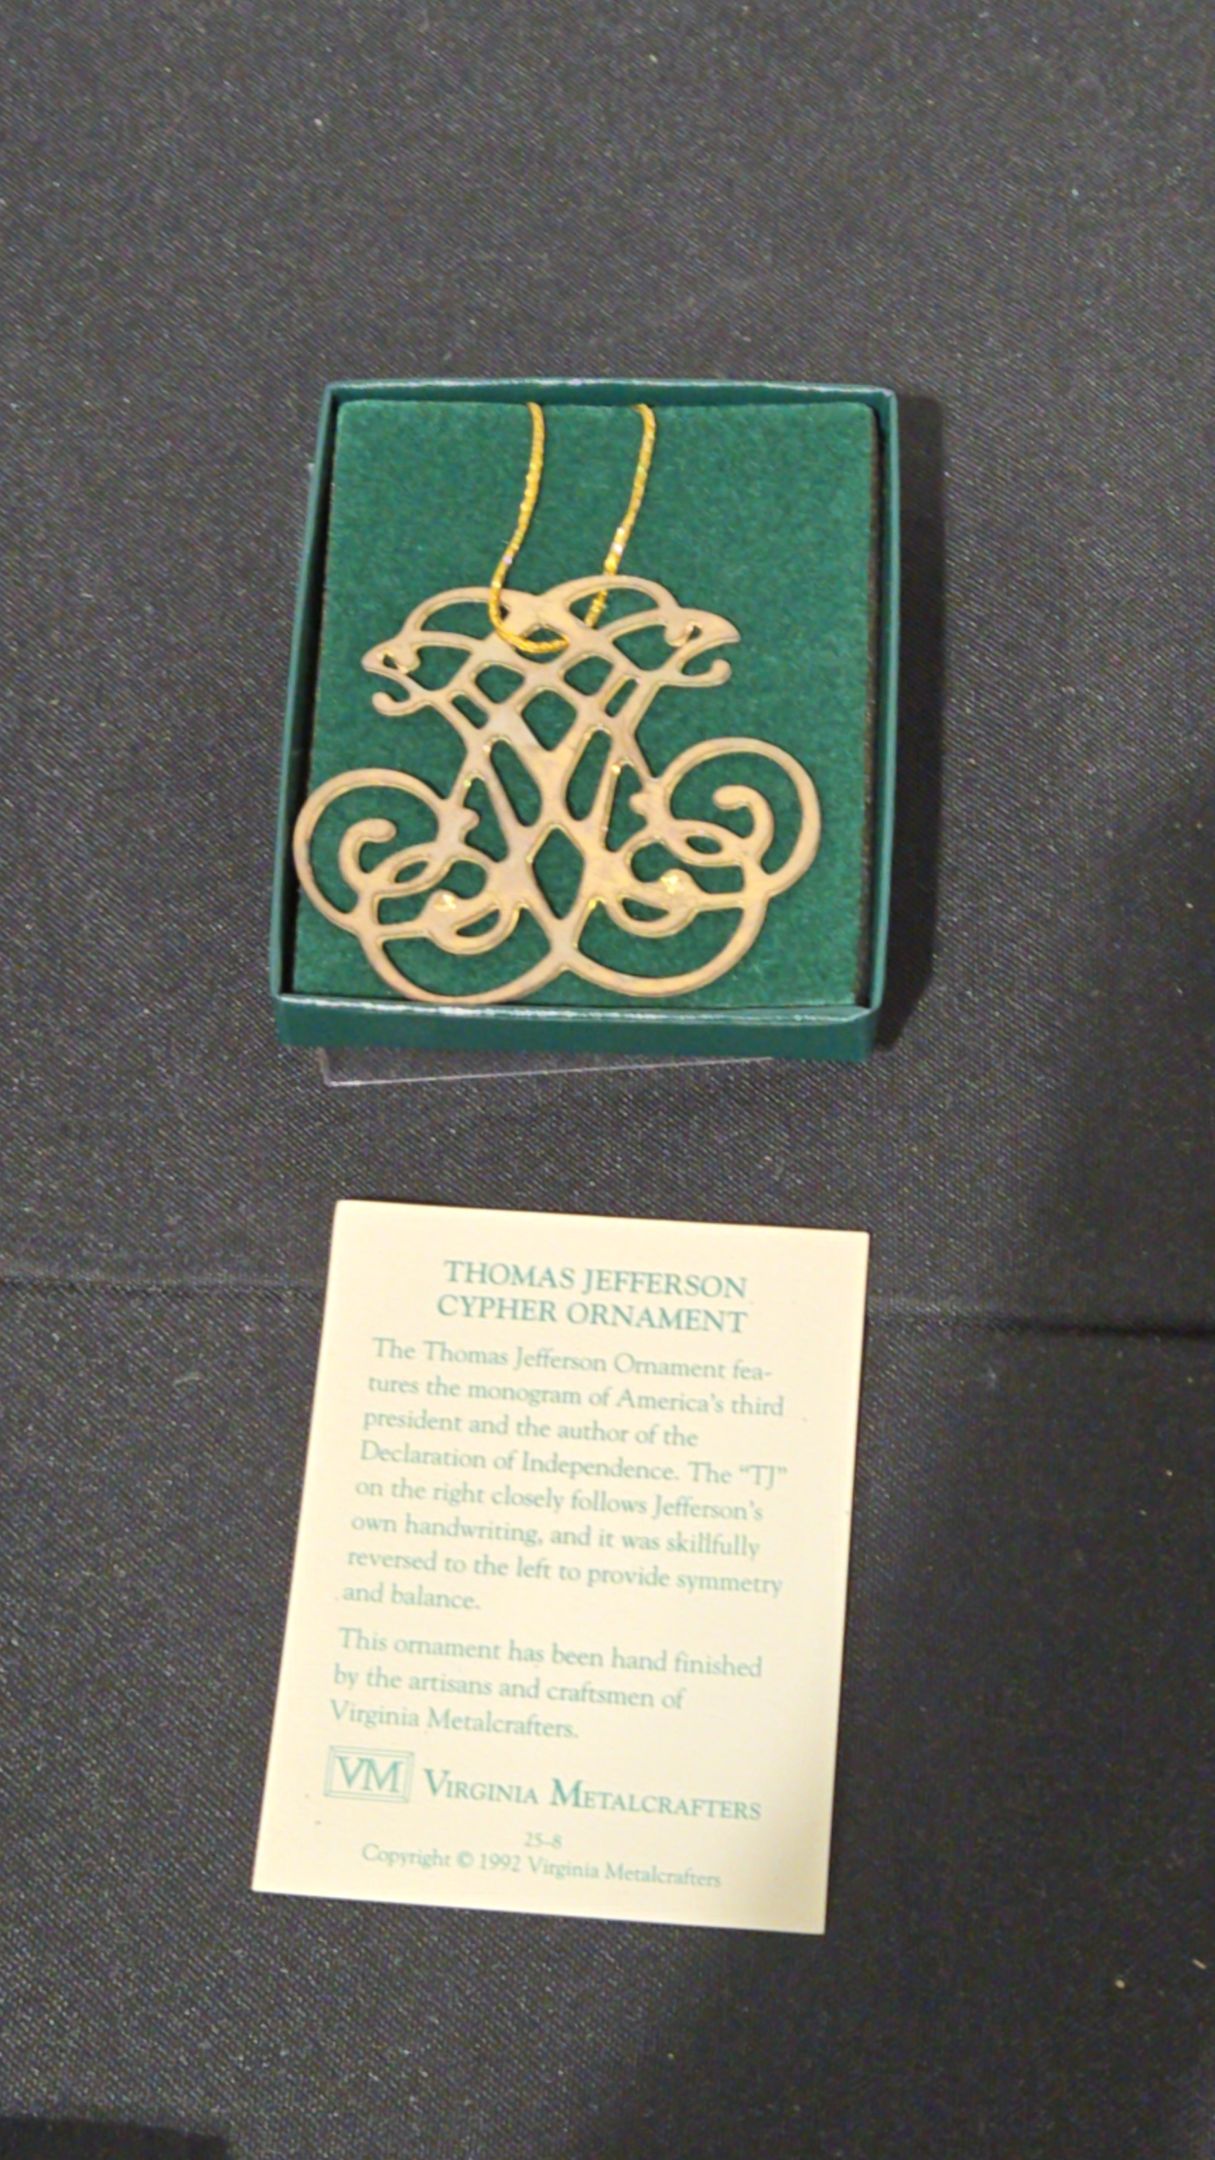 THOMAS JEFFERSON
CYPHER ORNAMENT
The Thomas Jefferson Ornament fea-
tures the monogram of America's third
president and the author of the
Declaration of Independence. The “TJ”
on the right closely follows Jefferson's
own handwriting, and it was skillfully
reversed to the left to provide symmetry
and balance.
This ornament has been hand finished
by the artisans and craftsmen of
Virginia Metalcrafters.
VM VIRGINIA METALCRAFTERS
25–8
Copyright © 1992 Virginia Metalcrafters